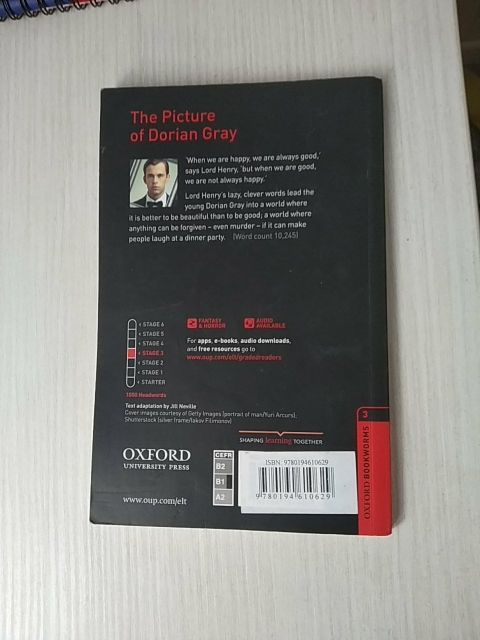 The Picture
of Dorian Gray
'When we are happy, we are always good,'
says Lord Henry, 'but when we are good,
we are not always happy.'
Lord Henry's lazy, clever words lead the
young Dorian Gray into a world where
it is better to be beautiful than to be good; a world where
anything can be forgiven – even murder – if it can make
people laugh at a dinner party. (Word count 10,245)
< STAGE 6
< STAGE 5
< STAGE 4
< STAGE 3
< STAGE 2
< STAGE 1
< STARTER
1000 Headwords
FANTASY
& HORROR
AUDIO
AVAILABLE
For apps, e-books, audio downloads,
and free resources go to
www.oup.com/elt/gradedreaders
Text adaptation by Jill Neville
Cover images courtesy of Getty Images (portrait of man/Yuri Arcurs);
Shutterstock (silver frame/Iakov Filimonov)
SHAPING learning TOGETHER
OXFORD
UNIVERSITY PRESS
www.oup.com/elt
CEFR
B2
B1
A2
ISBN: 9780194610629
9 780194 610629
3
OXFORD BOOKWORMS